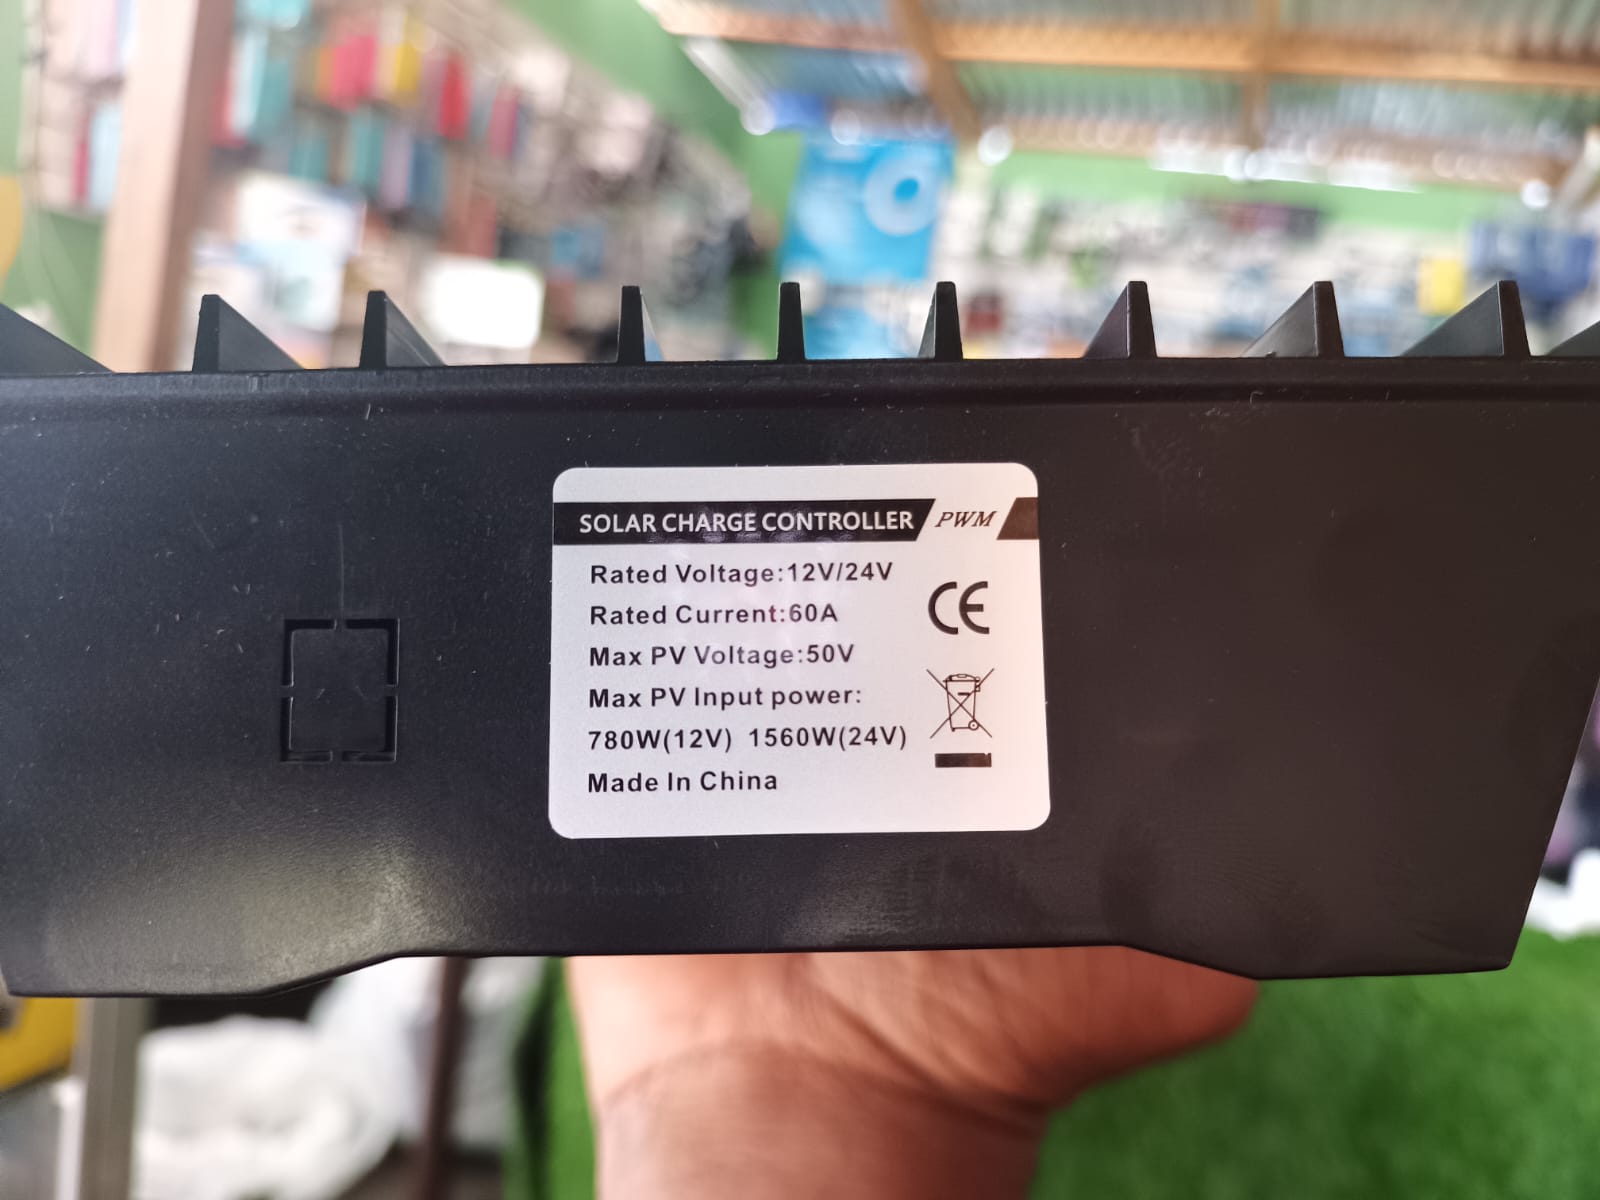 SOLAR CHARGE CONTROLLER PWM
Rated Voltage:12V/24V
Rated Current:60A
Max PV Voltage:50V
Max PV Input power:
780W(12V) 1560W(24V)
Made In China
CE